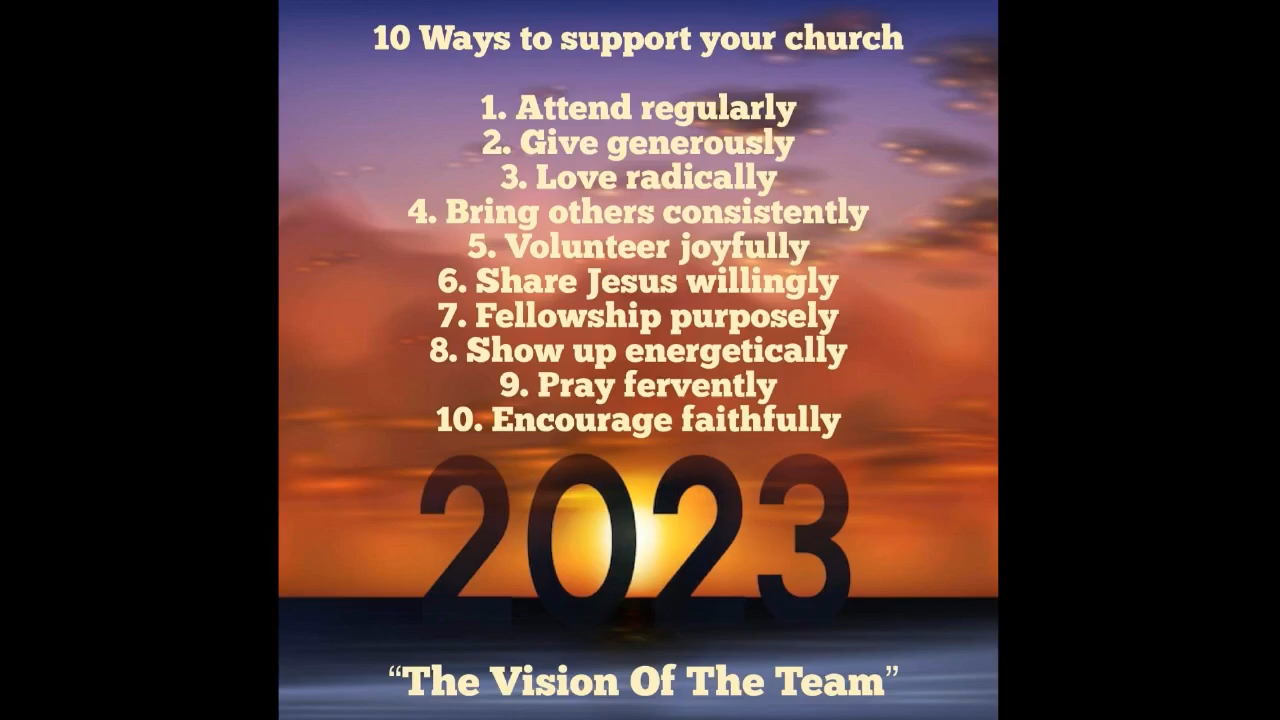 10 Ways to support your church
1. Attend regularly
2. Give generously
3. Love radically
4. Bring others consistently
5. Volunteer joyfully
6. Share Jesus willingly
7. Fellowship purposely
8. Show up energetically
9. Pray fervently
10. Encourage faithfully
2023
“The Vision Of The Team”